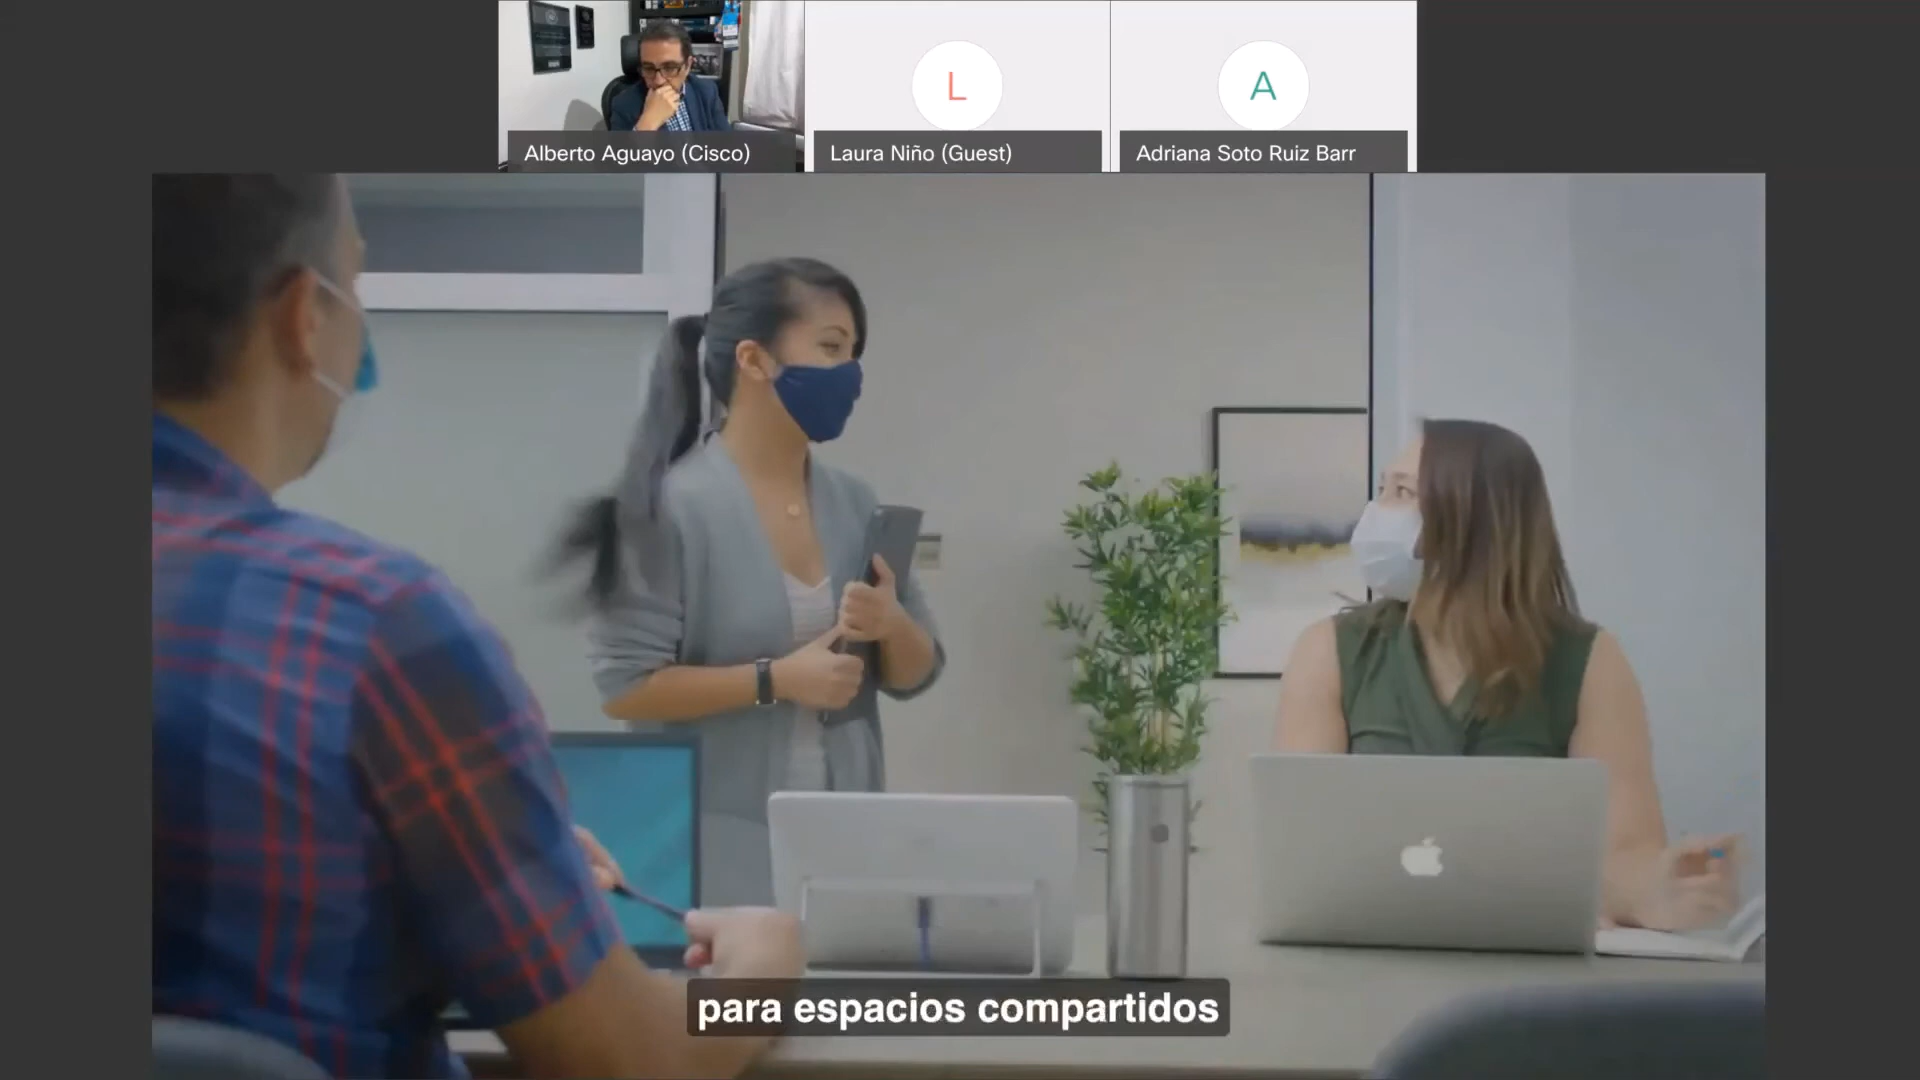 L
A
Alberto Aguayo (Cisco)
Laura Niño (Guest)
Adriana Soto Ruiz Barr
para espacios compartidos